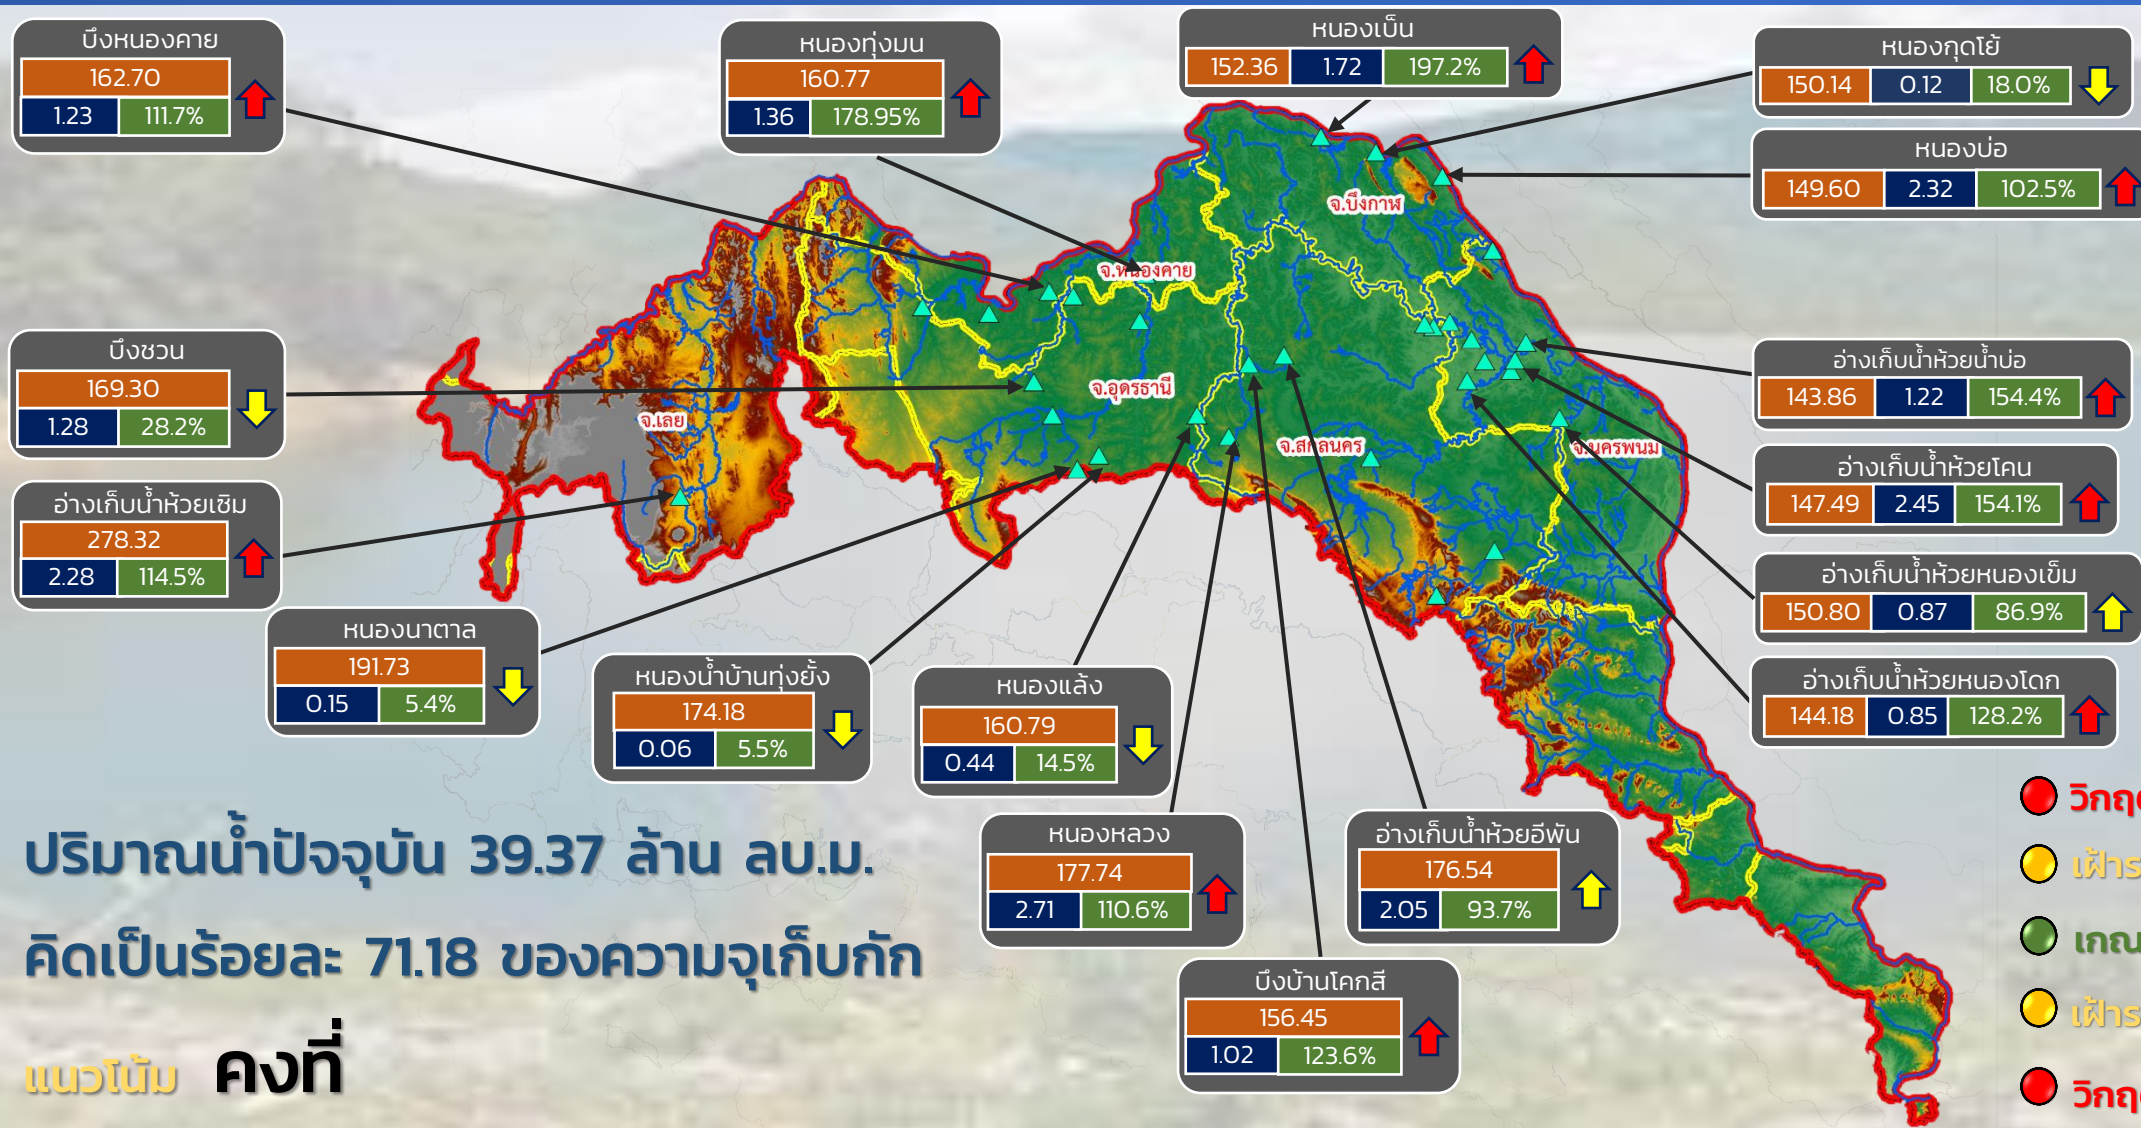 บึงหนองคาย
162.70
1.23 111.7%
หนองทุ่งมน
160.77
1.36 178.95%
หนองเบ็น
152.36 1.72 197.2%
หนองกุดโย้
150.14 0.12 18.0%
หนองบ่อ
149.60 2.32 102.5%
จ.บึงกาฬ
จ.หนองคาย
จ.อุดรธานี
จ.เลย
จ.สกลนคร
จ.นครพนม
บึงชวน
169.30
1.28 28.2%
อ่างเก็บน้ำห้วยน้ำบ่อ
143.86 1.22 154.4%
อ่างเก็บน้ำห้วยโคน
147.49 2.45 154.1%
อ่างเก็บน้ำห้วยเซิม
278.32
2.28 114.5%
อ่างเก็บน้ำห้วยหนองเข็ม
150.80 0.87 86.9%
หนองนาตาล
191.73
0.15 5.4%
หนองน้ำบ้านทุ่งยั้ง
174.18
0.06 5.5%
หนองแล้ง
160.79
0.44 14.5%
อ่างเก็บน้ำห้วยหนองโดก
144.18 0.85 128.2%
หนองหลวง
177.74
2.71 110.6%
อ่างเก็บน้ำห้วยอีพัน
176.54
2.05 93.7%
บึงบ้านโคกสี
156.45
1.02 123.6%
ปริมาณน้ำปัจจุบัน 39.37 ล้าน ลบ.ม.
คิดเป็นร้อยละ 71.18 ของความจุเก็บกัก
แนวโน้ม คงที่